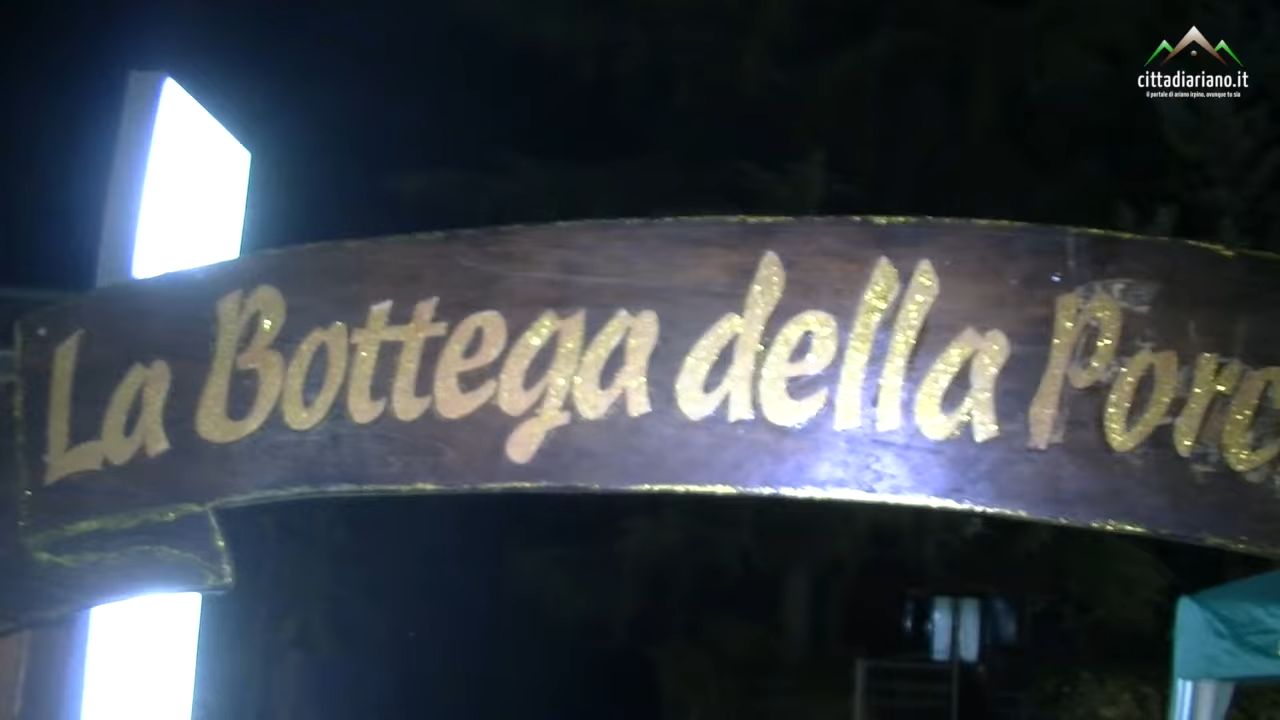 cittadiariano.it
il portale di ariano irpino, ovunque tu sia
La Bottega della Porc